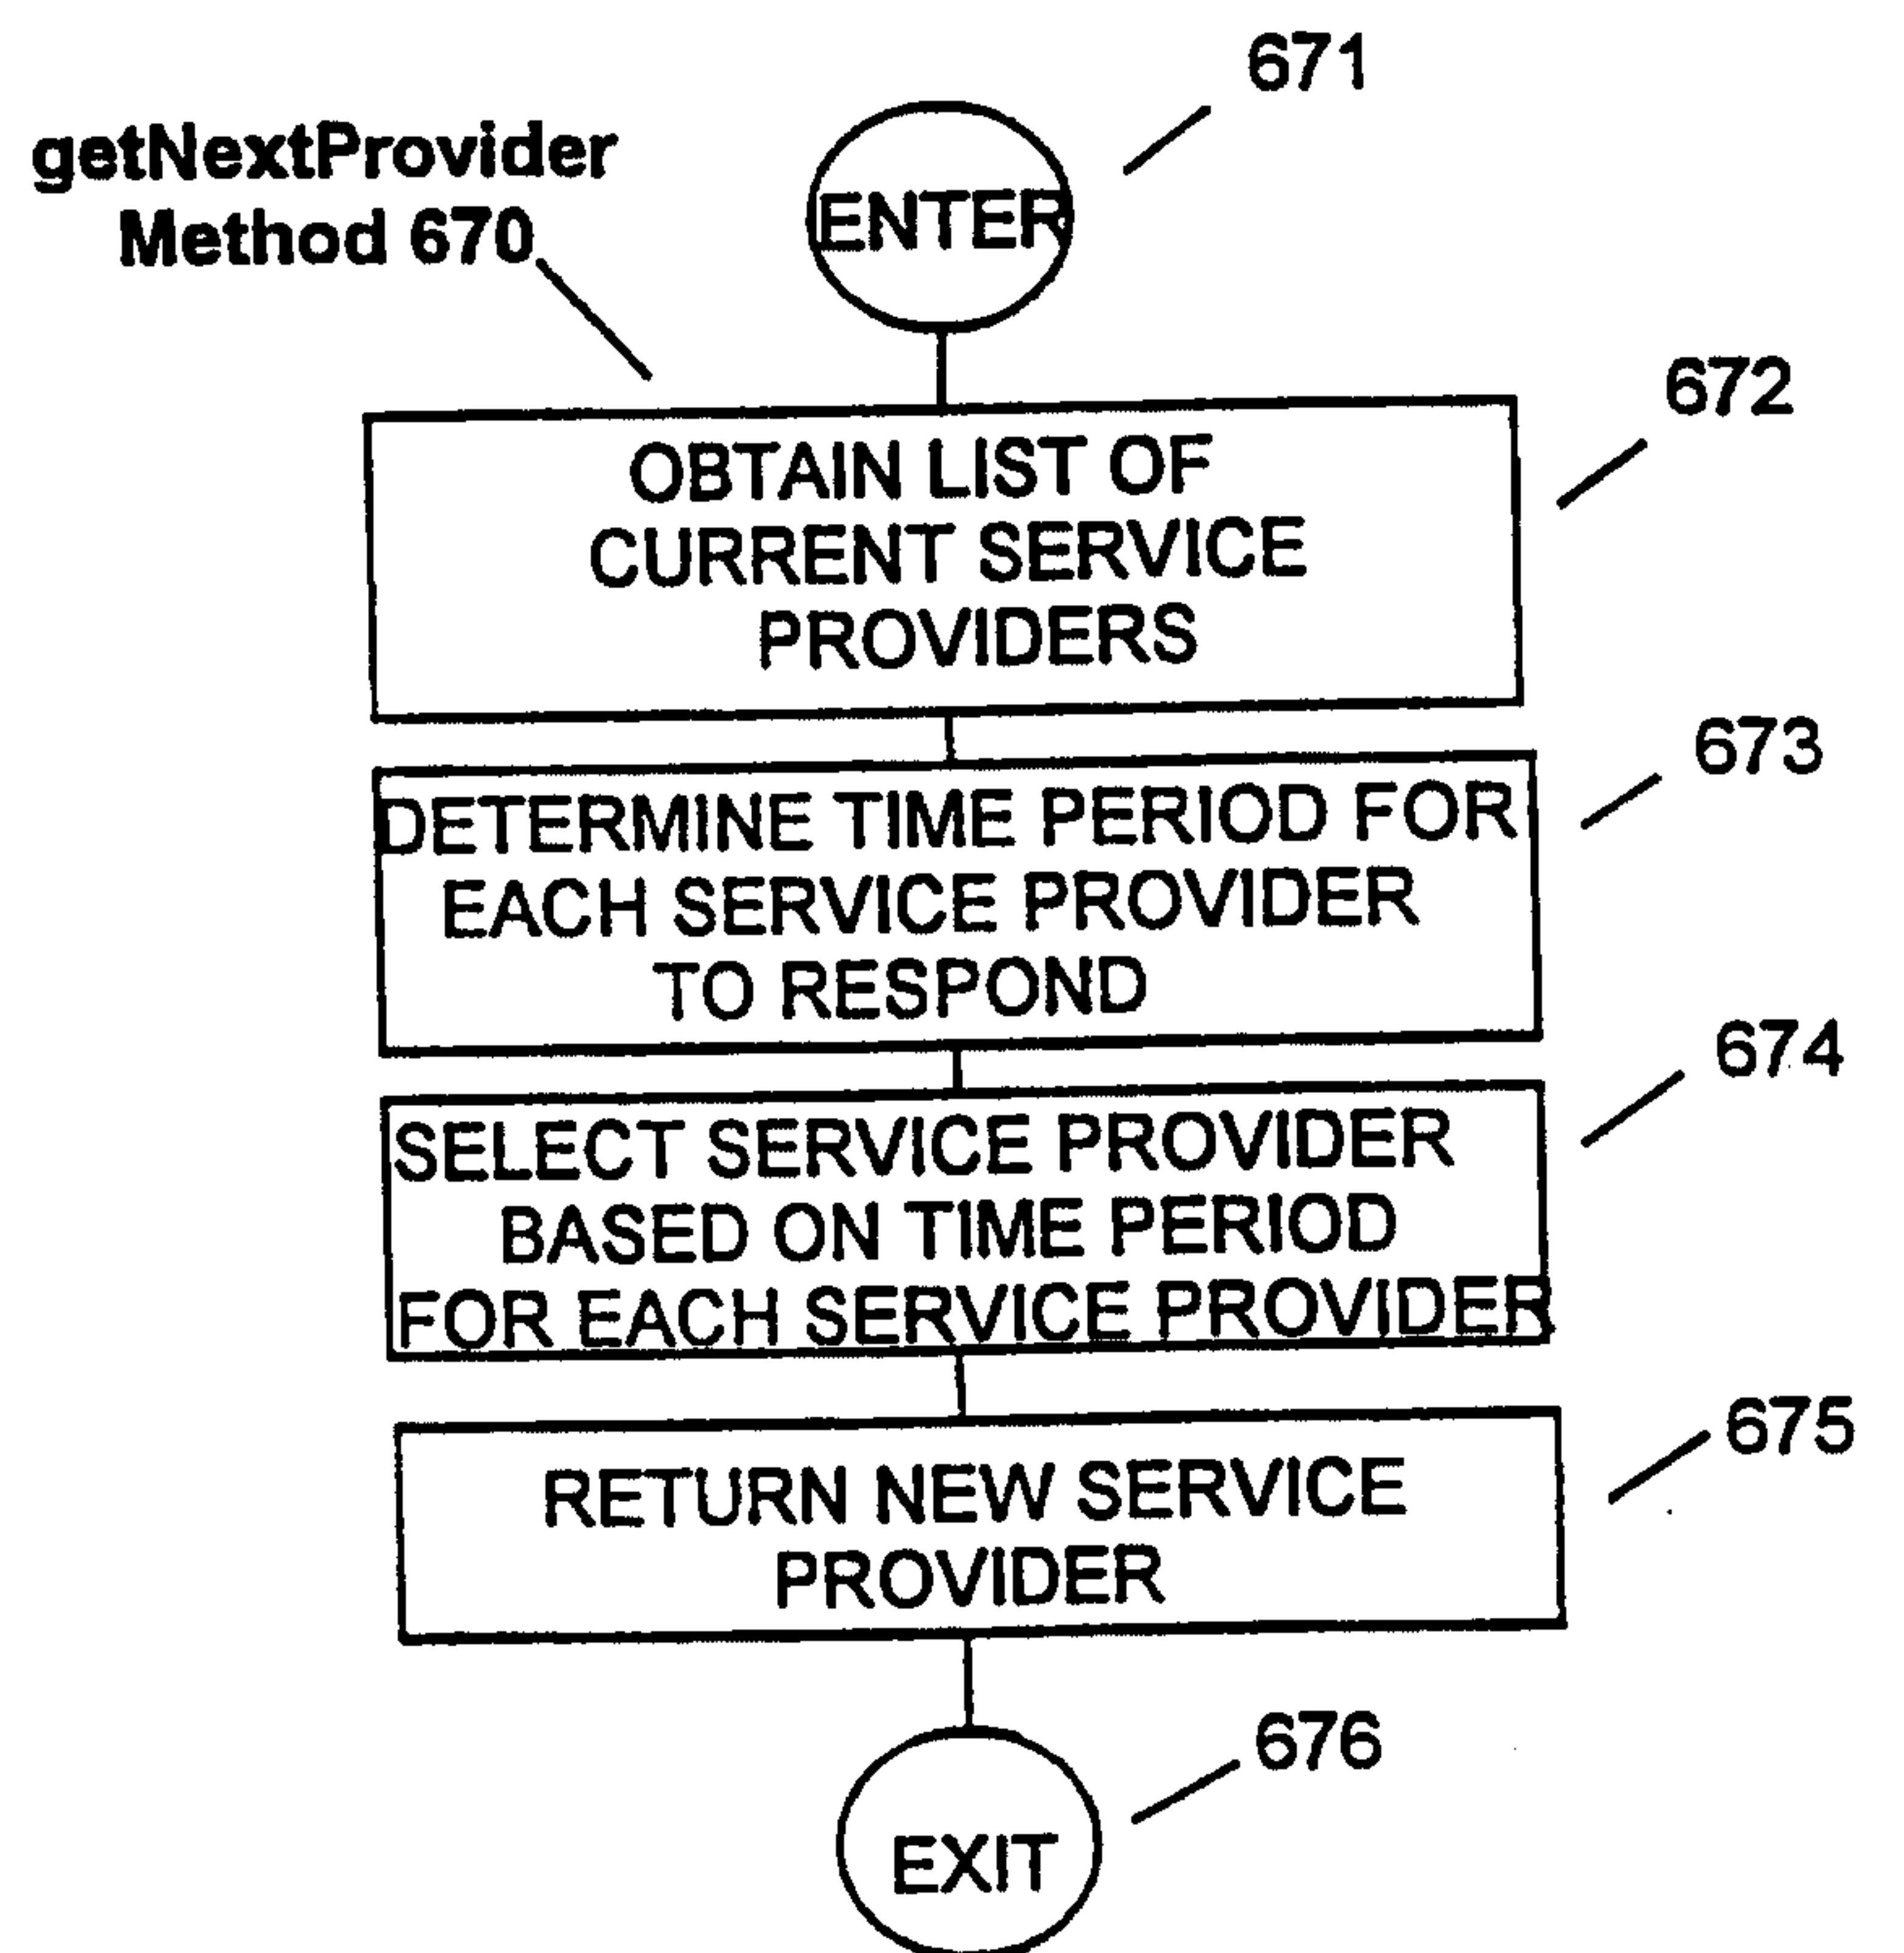 671
getNextProvider
Method 670
ENTER
672
OBTAIN LIST OF
CURRENT SERVICE
PROVIDERS
673
DETERMINE TIME PERIOD FOR
EACH SERVICE PROVIDER
TO RESPOND
674
SELECT SERVICE PROVIDER
BASED ON TIME PERIOD
FOR EACH SERVICE PROVIDER
675
RETURN NEW SERVICE
PROVIDER
676
EXIT